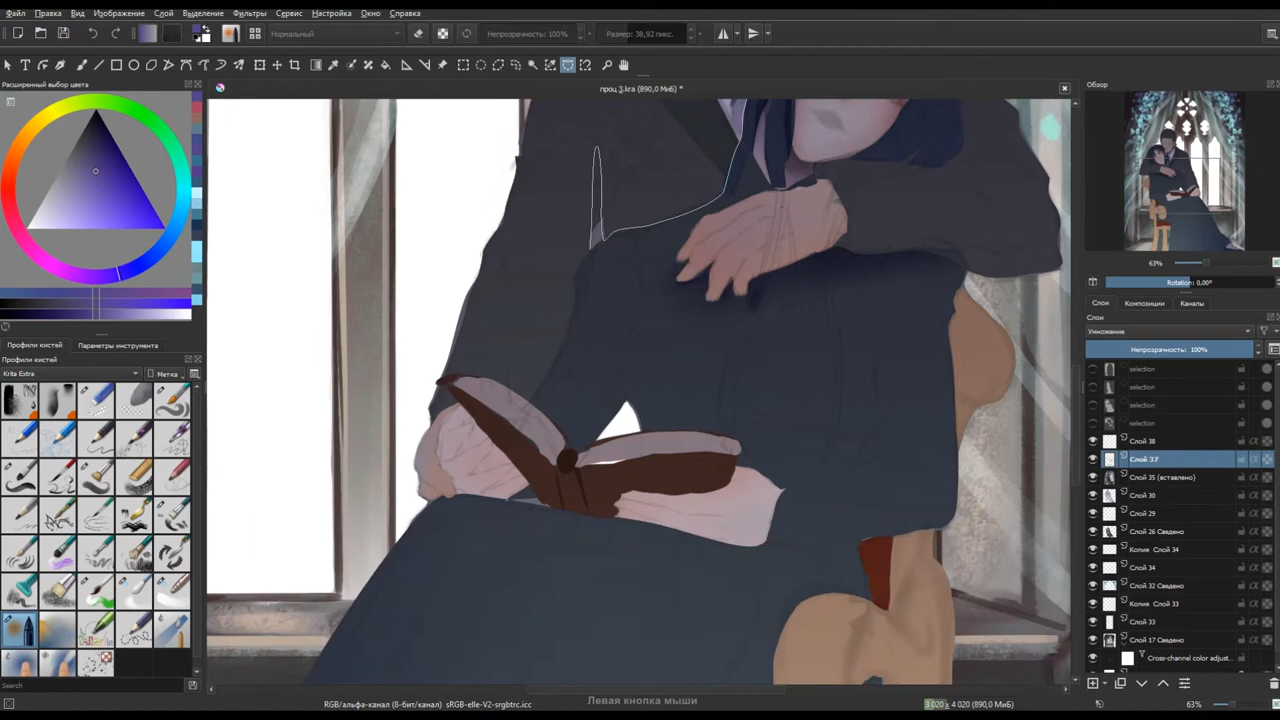 Файл Правка Вид Изображение Слой Выделение Фильтры Сервис Настройка Окно Справка
Нормальный Непрозрачность: 100% Размер: 38,92 пикс.
Расширенный выбор цвета
проц 3.kra (890,0 МиБ) *
Обзор
63%
Rotation: 0,00°
Слои Композиции Каналы
Слои
Умножение
Непрозрачность: 100%
selection
selection
selection
selection
Слой 38
Слой 37
Слой 35 (вставлено)
Слой 30
Слой 29
Слой 26 Сведено
Копия Слой 34
Слой 34
Слой 32 Сведено
Копия Слой 33
Слой 33
Слой 17 Сведено
Cross-channel color adjust...
Профили кистей Параметры инструмента
Профили кистей
Krita Extra Метка
Search
RGB/альфа-канал (8-бит/канал) sRGB-elle-V2-srgbtrc.icc
Левая кнопка мыши
3 020 x 4 020 (890,0 МиБ)
63%